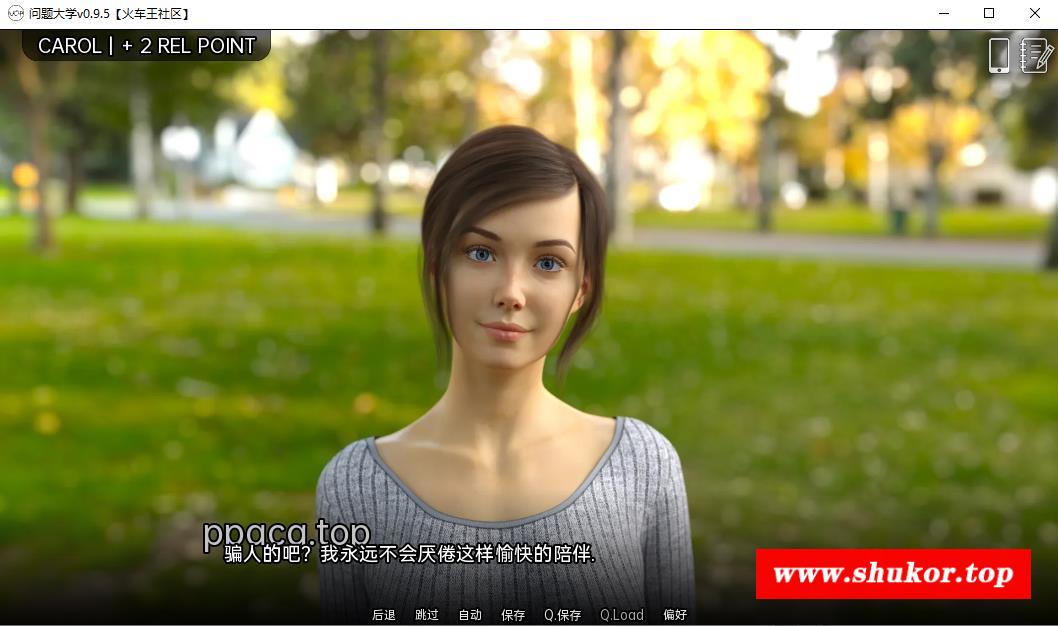 问题大学v0.9.5【火车王社区】
CAROL | + 2 REL POINT
ppaca.top
骗人的吧？我永远不会厌倦这样愉快的陪伴.
www.shukor.top
后退 跳过 自动 保存 Q.保存 Q.Load 偏好